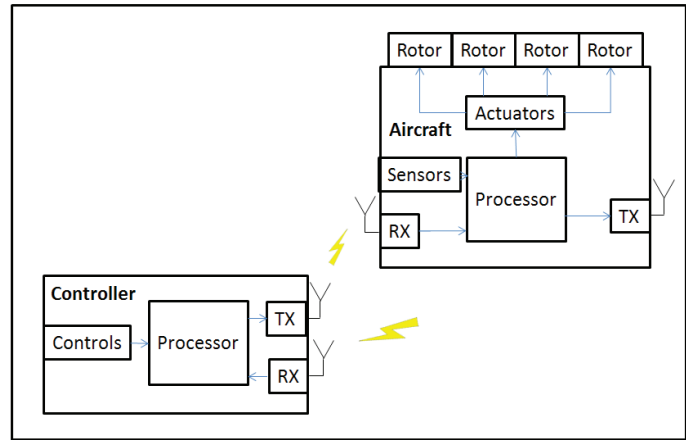 Rotor Rotor Rotor Rotor
Actuators
Aircraft
Sensors
Processor
TX
RX
Controller
TX
Controls
Processor
RX